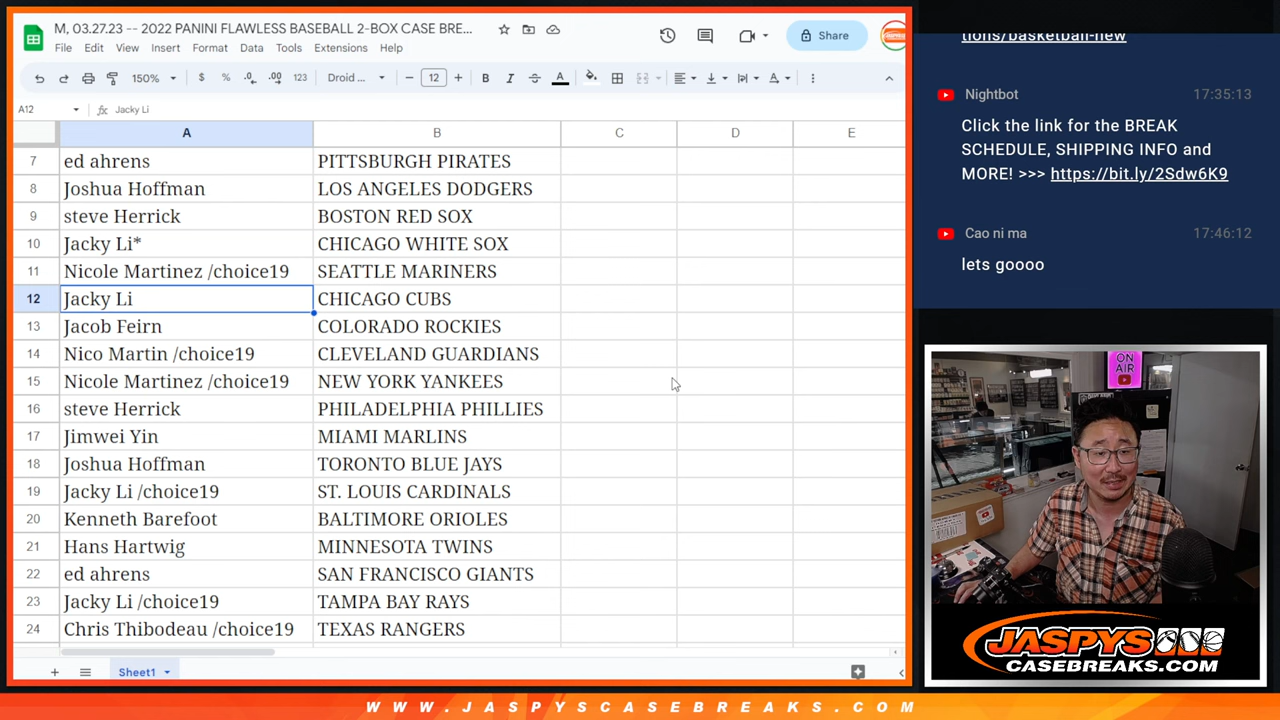 M, 03.27.23 -- 2022 PANINI FLAWLESS BASEBALL 2-BOX CASE BRE...
Share
File Edit View Insert Format Data Tools Extensions Help
150% $ % .0 .00 123 Droid ... 12 B I A
A12 fx Jacky Li
A B C D E
7 ed ahrens PITTSBURGH PIRATES
8 Joshua Hoffman LOS ANGELES DODGERS
9 steve Herrick BOSTON RED SOX
10 Jacky Li* CHICAGO WHITE SOX
11 Nicole Martinez /choice19 SEATTLE MARINERS
12 Jacky Li CHICAGO CUBS
13 Jacob Feirn COLORADO ROCKIES
14 Nico Martin /choice19 CLEVELAND GUARDIANS
15 Nicole Martinez /choice19 NEW YORK YANKEES
16 steve Herrick PHILADELPHIA PHILLIES
17 Jimwei Yin MIAMI MARLINS
18 Joshua Hoffman TORONTO BLUE JAYS
19 Jacky Li /choice19 ST. LOUIS CARDINALS
20 Kenneth Barefoot BALTIMORE ORIOLES
21 Hans Hartwig MINNESOTA TWINS
22 ed ahrens SAN FRANCISCO GIANTS
23 Jacky Li /choice19 TAMPA BAY RAYS
24 Chris Thibodeau /choice19 TEXAS RANGERS
Sheet1
tions/basketball-new
Nightbot 17:35:13
Click the link for the BREAK
SCHEDULE, SHIPPING INFO and
MORE! >>> https://bit.ly/2Sdw6K9
Cao ni ma 17:46:12
lets goooo
ON
AIR
JASPYS
CASEBREAKS.COM
WWW.JASPYSCASEBREAKS.COM